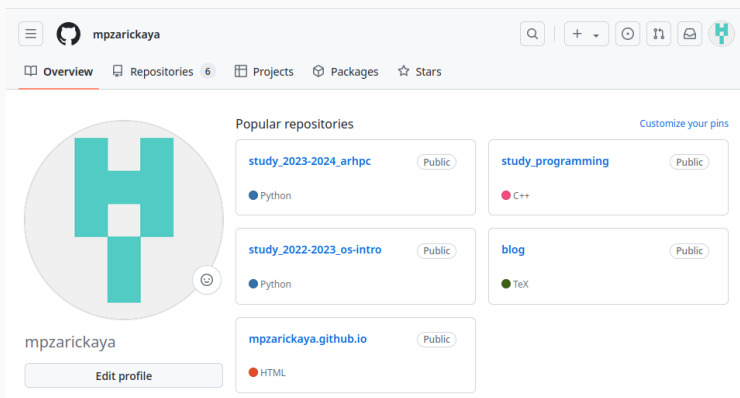 mpzarickaya
Overview
Repositories 6
Projects
Packages
Stars
Popular repositories
Customize your pins
study_2023-2024_arhpc Public
Python
study_programming Public
C++
study_2022-2023_os-intro Public
Python
blog Public
TeX
mpzarickaya.github.io Public
HTML
mpzarickaya
Edit profile